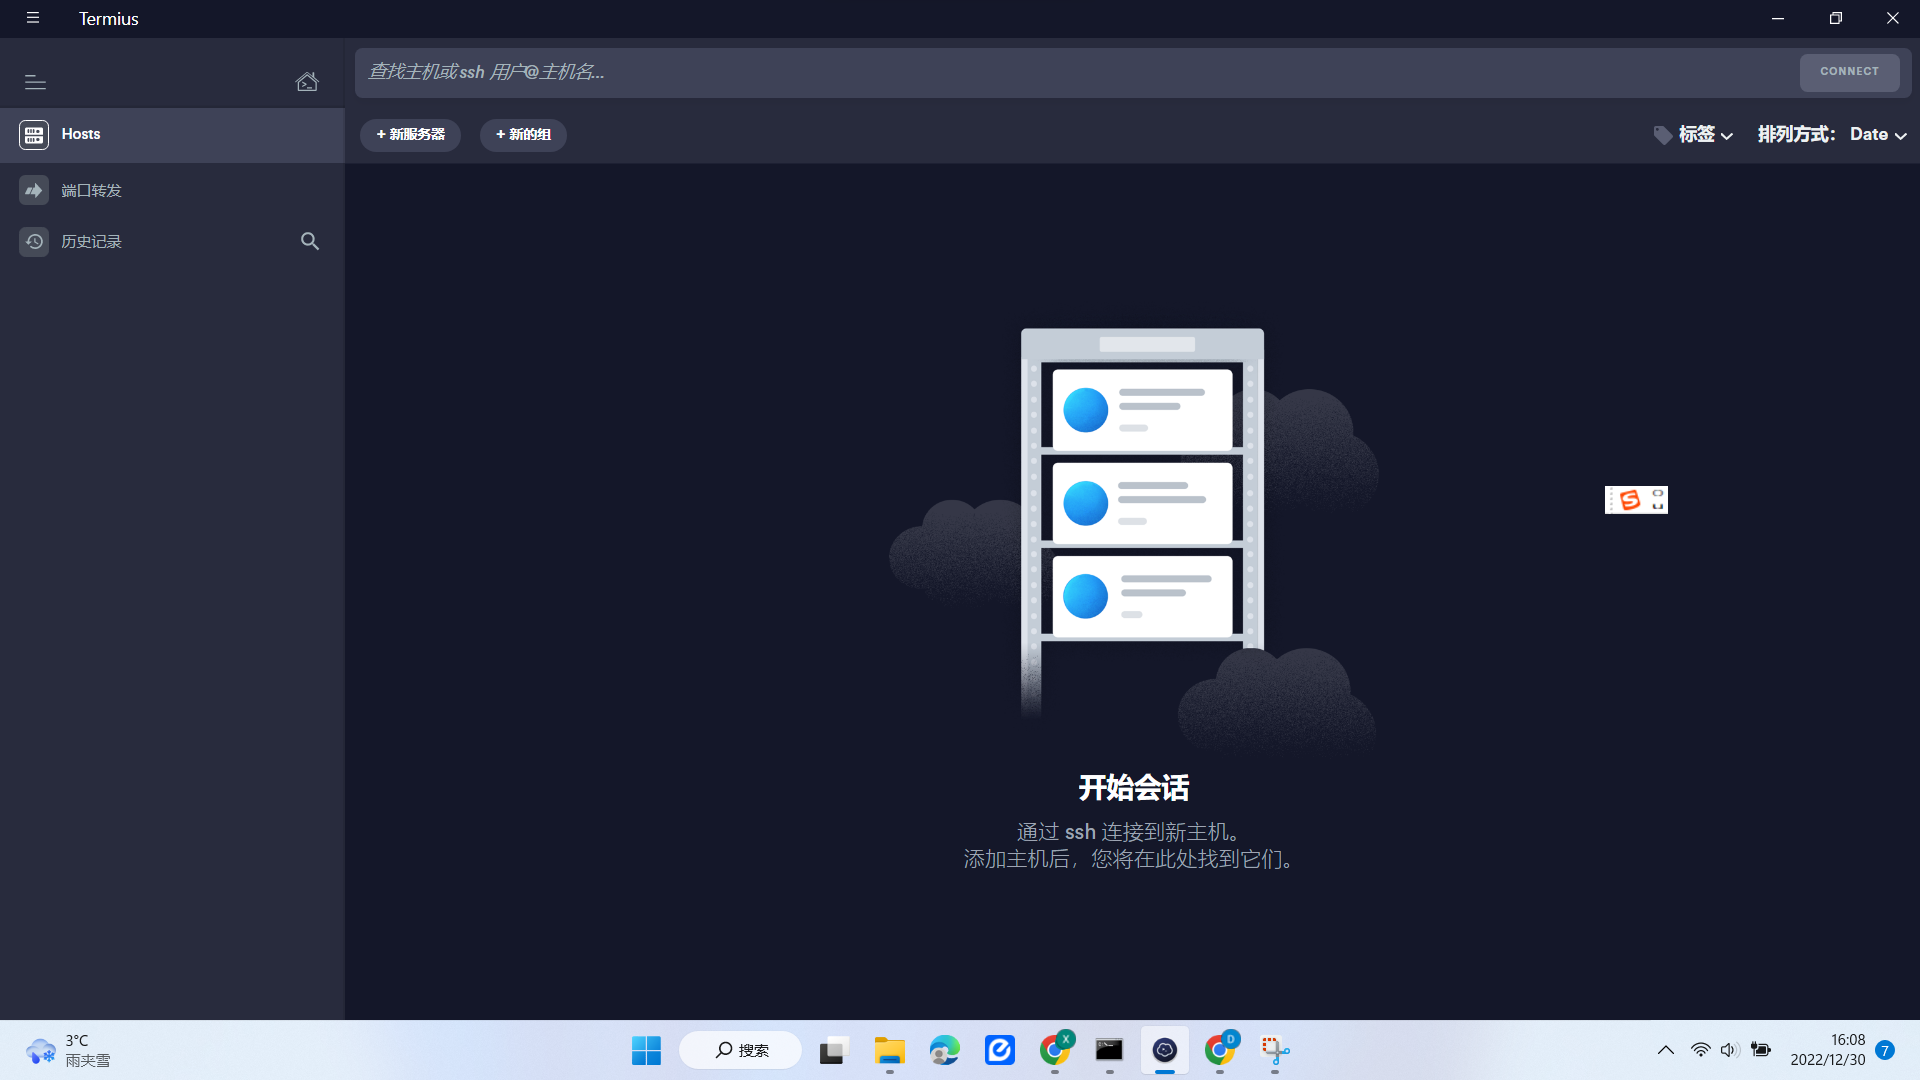 Termius
查找主机或 ssh 用户@主机名...
CONNECT
Hosts
+ 新服务器
+ 新的组
标签
排列方式: Date
端口转发
历史记录
开始会话
通过 ssh 连接到新主机。
添加主机后，您将在此处找到它们。
3°C
雨夹雪
搜索
X
D
16:08
2022/12/30
7